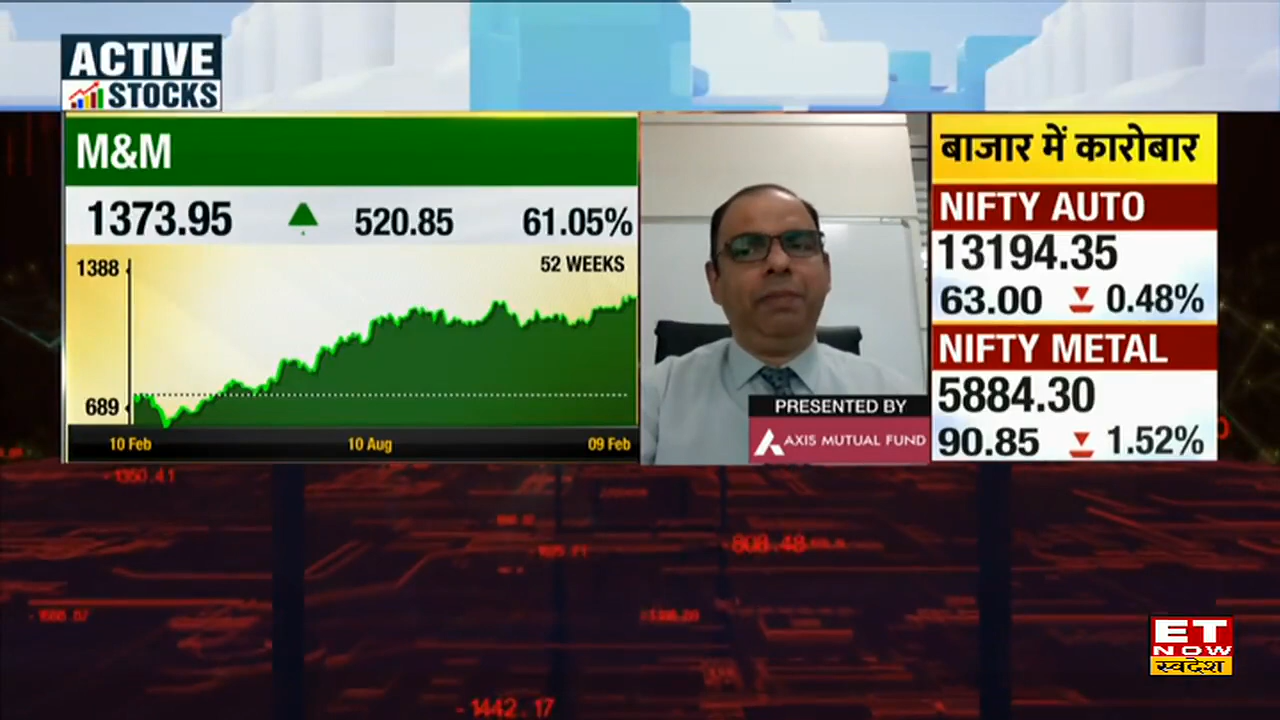 ACTIVE
STOCKS
M&M
1373.95 520.85 61.05%
1388
52 WEEKS
689
10 Feb 10 Aug 09 Feb
PRESENTED BY
AXIS MUTUAL FUND
बाजार में कारोबार
NIFTY AUTO
13194.35
63.00 0.48%
NIFTY METAL
5884.30
90.85 1.52%
-1442.17
ET
NOW
स्वदेश